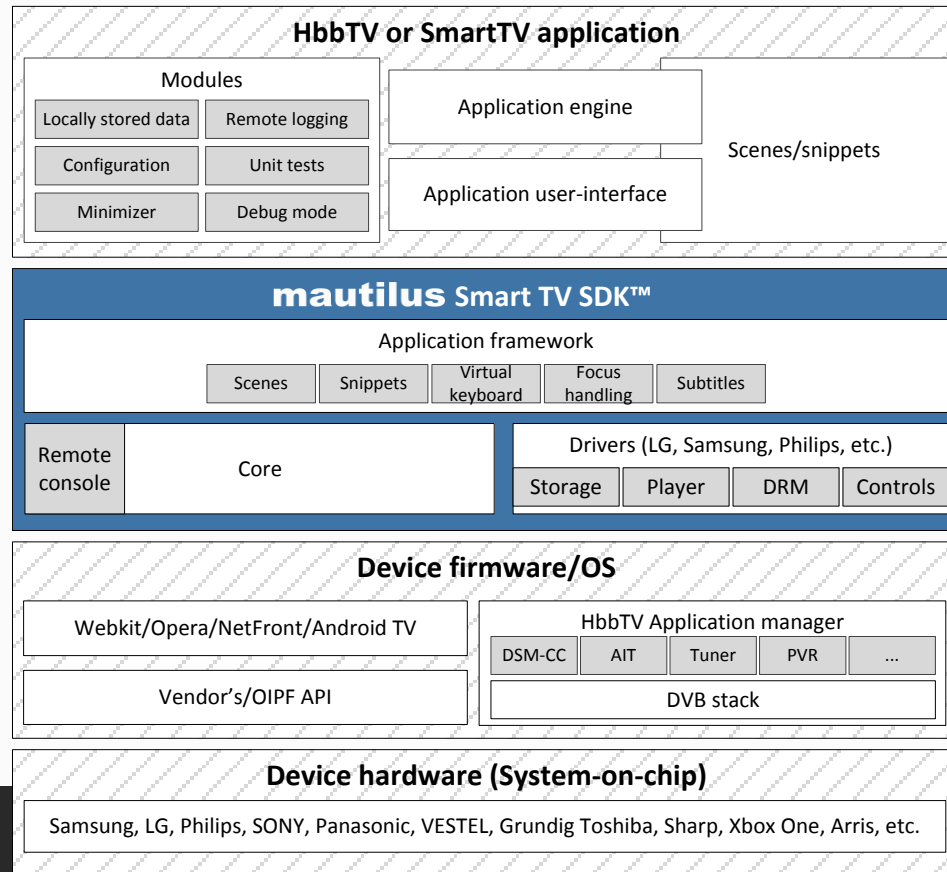 HbbTV or SmartTV application
Modules
Locally stored data
Remote logging
Configuration
Unit tests
Minimizer
Debug mode
Application engine
Application user-interface
Scenes/snippets
mautilus Smart TV SDK™
Application framework
Scenes
Snippets
Virtual
keyboard
Focus
handling
Subtitles
Remote
console
Core
Drivers (LG, Samsung, Philips, etc.)
Storage
Player
DRM
Controls
Device firmware/OS
Webkit/Opera/NetFront/Android TV
Vendor's/OIPF API
HbbTV Application manager
DSM-CC
AIT
Tuner
PVR
...
DVB stack
Device hardware (System-on-chip)
Samsung, LG, Philips, SONY, Panasonic, VESTEL, Grundig Toshiba, Sharp, Xbox One, Arris, etc.